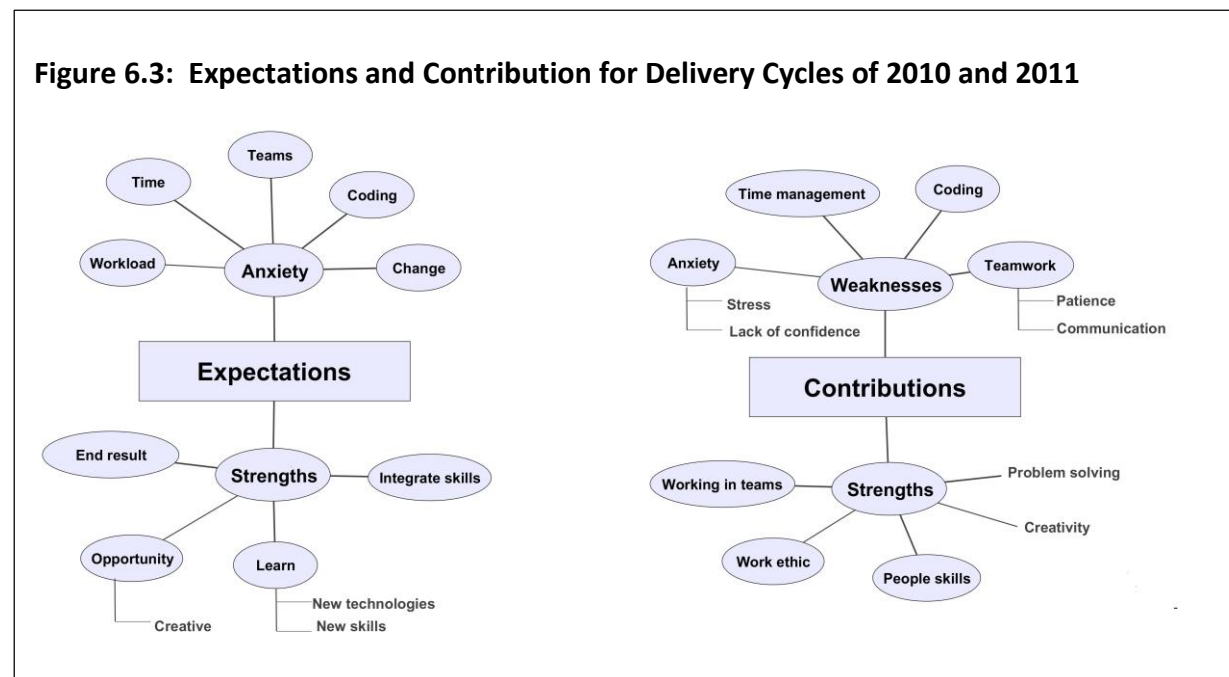 Figure 6.3: Expectations and Contribution for Delivery Cycles of 2010 and 2011
Teams
Time
Coding
Workload
Anxiety
Change
Expectations
End result
Strengths
Integrate skills
Opportunity
Learn
Creative
New technologies
New skills
Time management
Coding
Anxiety
Weaknesses
Teamwork
Stress
Lack of confidence
Patience
Communication
Contributions
Working in teams
Strengths
Problem solving
Creativity
Work ethic
People skills